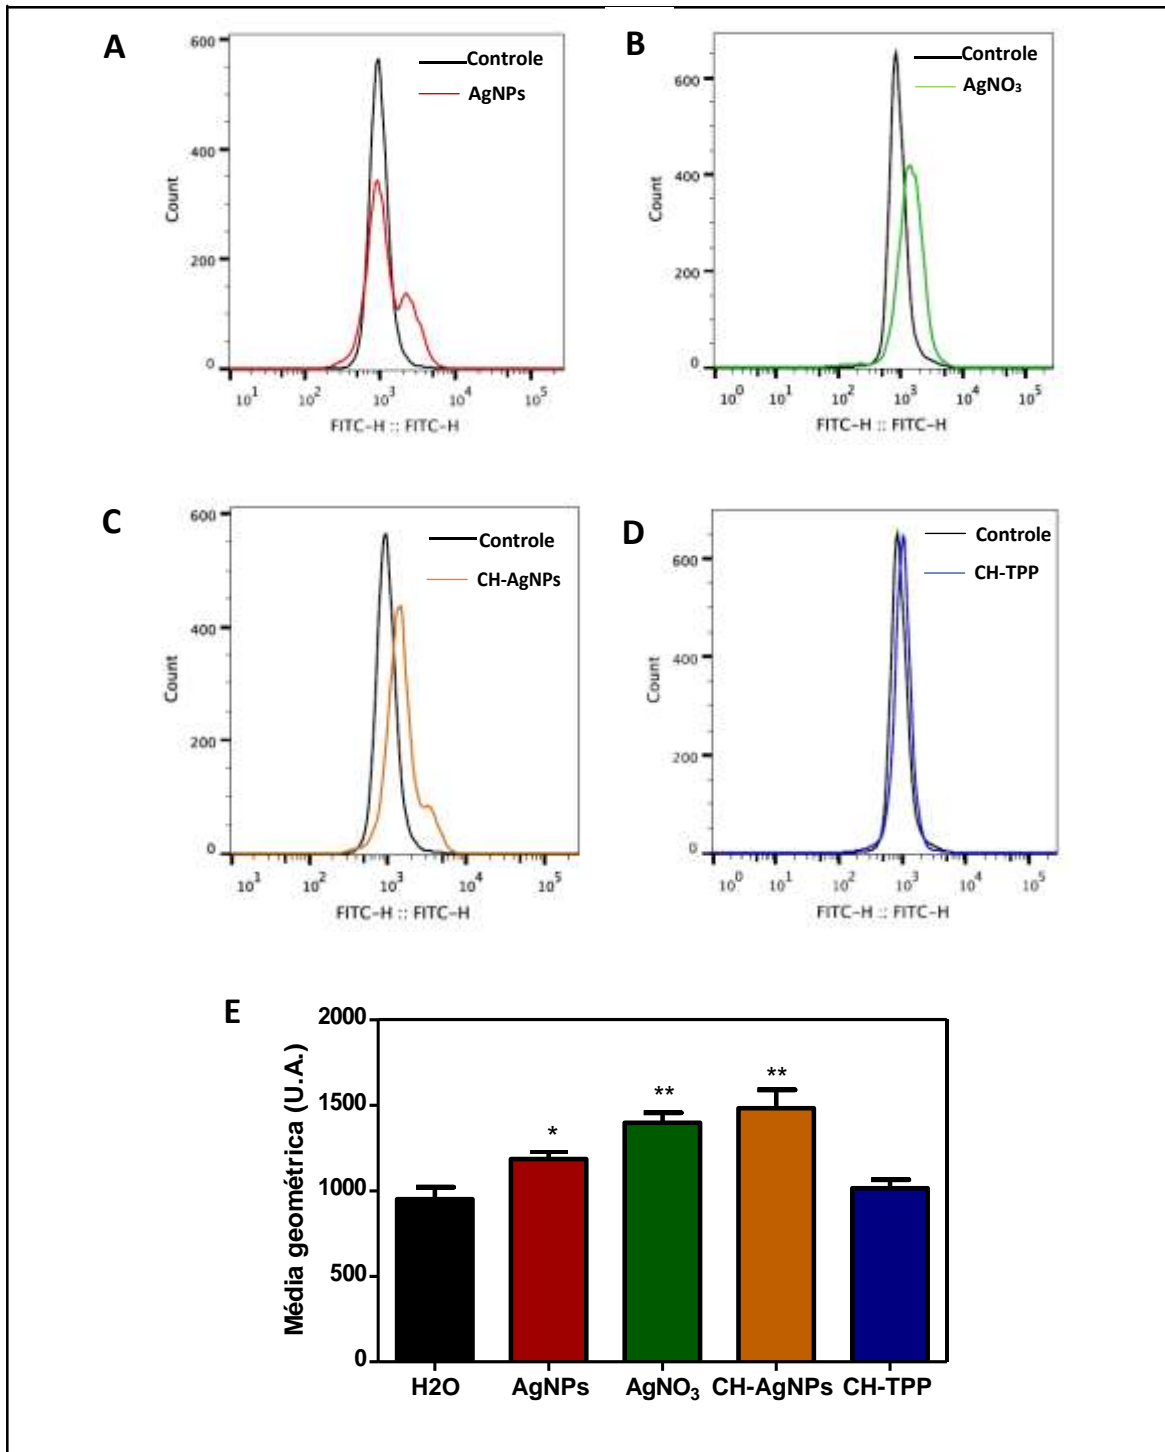 A
600
400
200
0
Count
Controle
AgNPs
10¹ 10² 10³ 10⁴ 10⁵
FITC-H :: FITC-H
B
600
400
200
0
Count
Controle
AgNO₃
10⁰ 10¹ 10² 10³ 10⁴ 10⁵
FITC-H :: FITC-H
C
600
400
200
0
Count
Controle
CH-AgNPs
10¹ 10² 10³ 10⁴ 10⁵
FITC-H :: FITC-H
D
600
400
200
0
Count
Controle
CH-TPP
10⁰ 10¹ 10² 10³ 10⁴ 10⁵
FITC-H :: FITC-H
E
Média geométrica (U.A.)
2000
1500
1000
500
0
* ** **
H2O AgNPs AgNO₃ CH-AgNPs CH-TPP